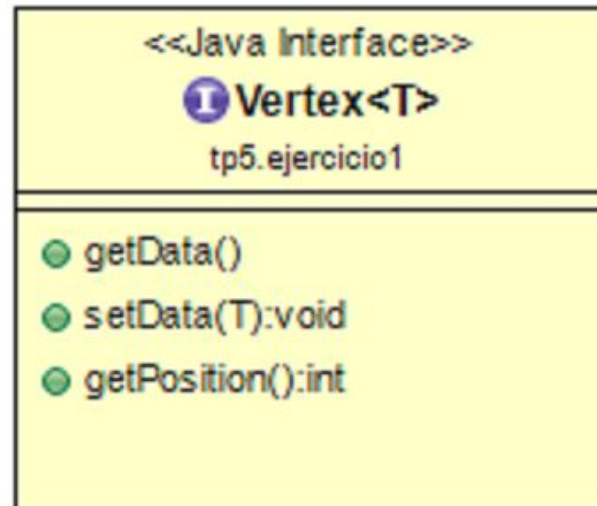 <<Java Interface>>
I Vertex<T>
tp5.ejercicio1
getData()
setData(T):void
getPosition():int